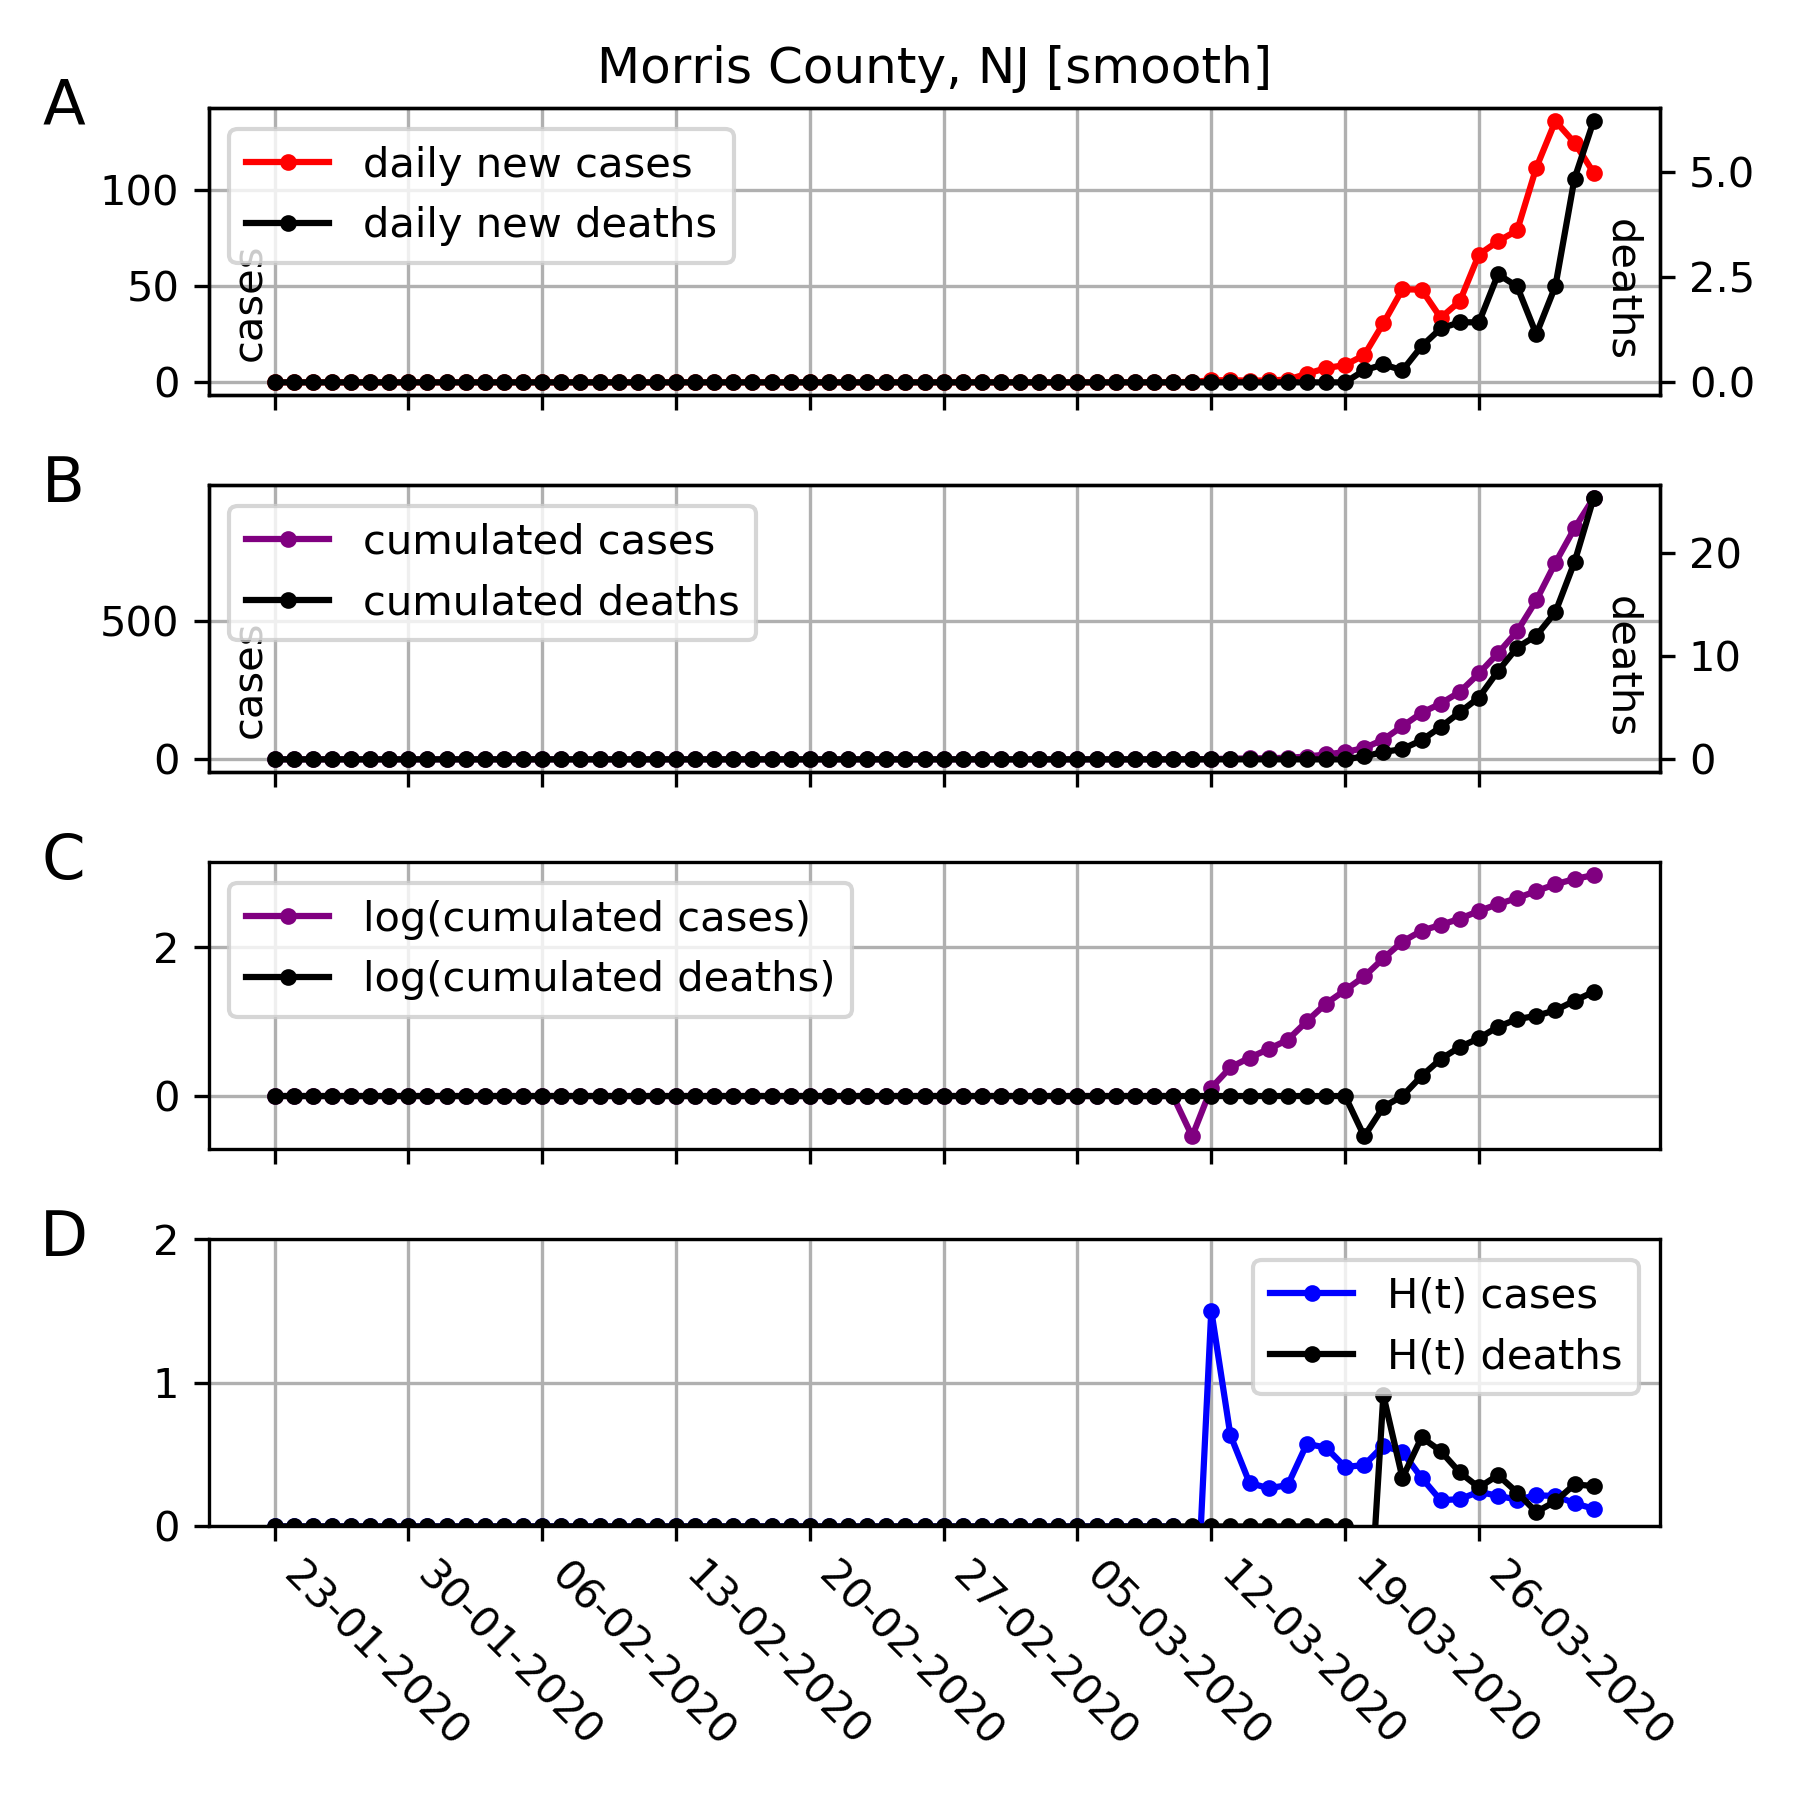 Morris County, NJ [smooth]
A
daily new cases
daily new deaths
100
50
0
cases
5.0
2.5
0.0
deaths
B
cumulated cases
cumulated deaths
500
0
cases
20
10
0
deaths
C
log(cumulated cases)
log(cumulated deaths)
2
0
D
H(t) cases
H(t) deaths
2
1
0
23-01-2020
30-01-2020
06-02-2020
13-02-2020
20-02-2020
27-02-2020
05-03-2020
12-03-2020
19-03-2020
26-03-2020